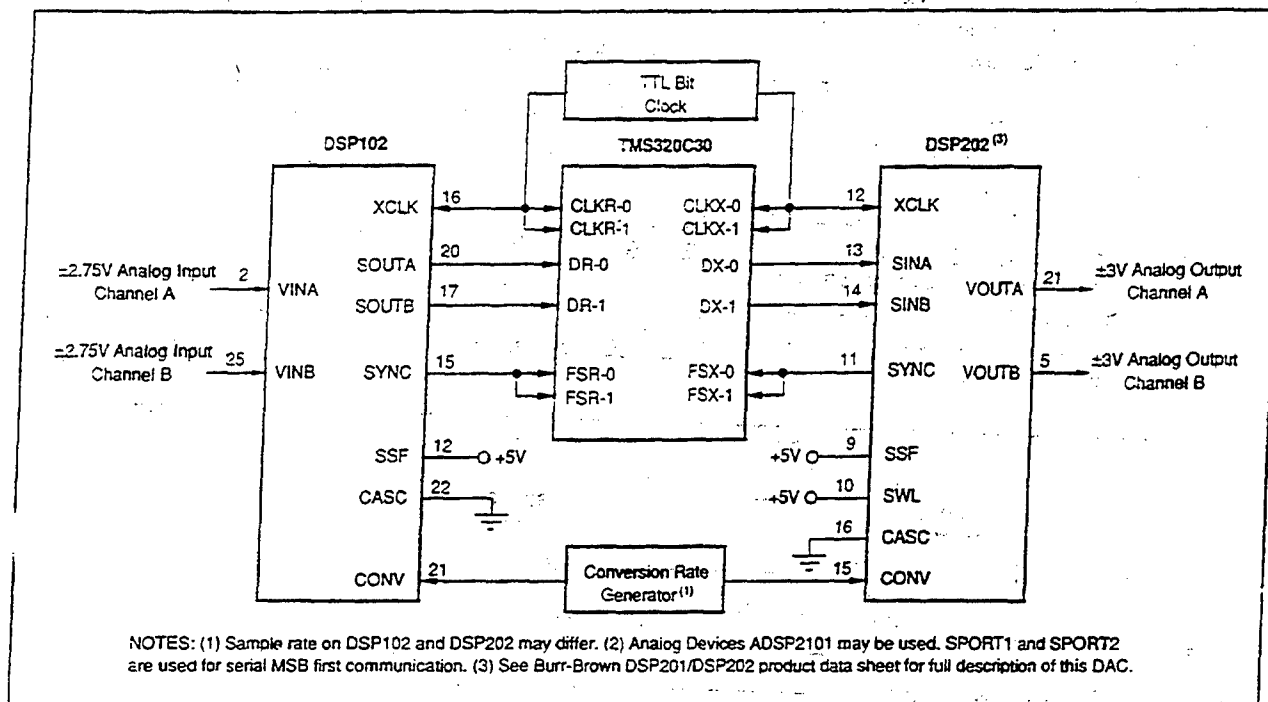 TTL Bit
Clock
DSP102
TMS320C30
DSP202 (3)
XCLK
16
CLKR-0
CLKX-0
12
XCLK
CLKR-1
CLKX-1
±2.75V Analog Input
Channel A
2
VINA
SOUTA
20
DR-0
DX-0
13
SINA
SOUTB
17
DR-1
DX-1
14
SINB
VOUTA
21
±3V Analog Output
Channel A
±2.75V Analog Input
Channel B
25
VINB
SYNC
15
FSR-0
FSX-0
11
SYNC
VOUTB
5
±3V Analog Output
Channel B
FSR-1
FSX-1
SSF
12
+5V
+5V
9
SSF
CASC
22
+5V
10
SWL
16
CASC
CONV
21
Conversion Rate
Generator(1)
15
CONV
NOTES: (1) Sample rate on DSP102 and DSP202 may differ. (2) Analog Devices ADSP2101 may be used. SPORT1 and SPORT2
are used for serial MSB first communication. (3) See Burr-Brown DSP201/DSP202 product data sheet for full description of this DAC.